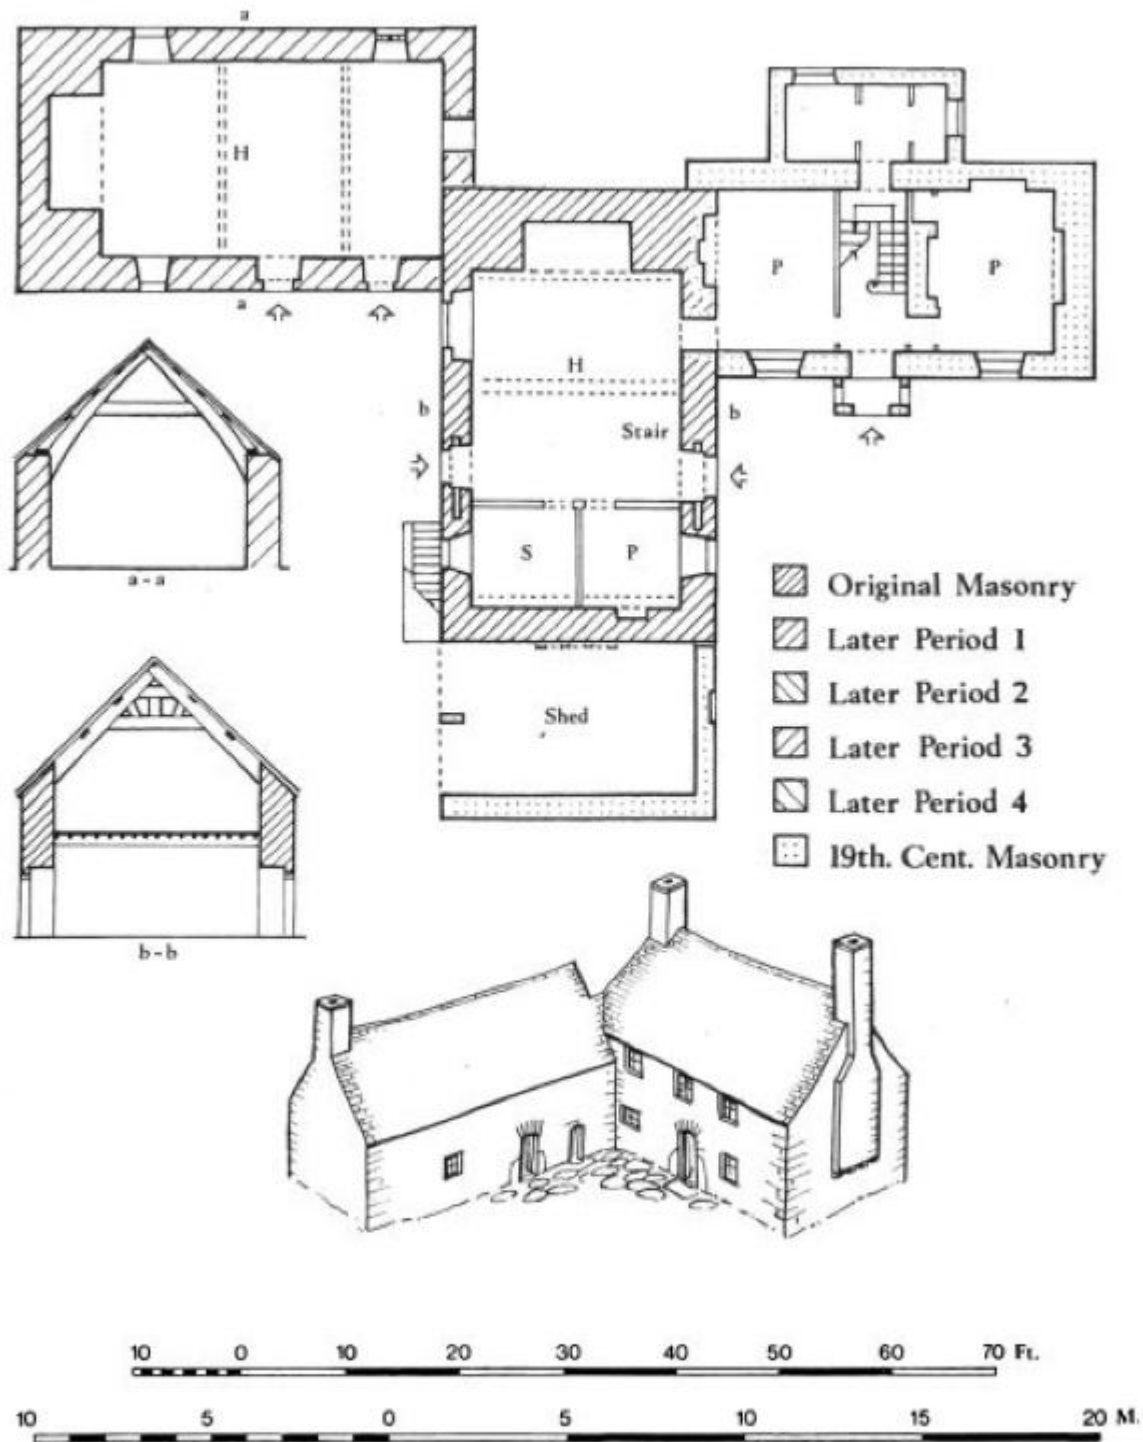 a
H
a
P
P
H
b
b
Stair
S
P
Shed
a-a
b-b
Original Masonry
Later Period 1
Later Period 2
Later Period 3
Later Period 4
19th. Cent. Masonry
10 0 10 20 30 40 50 60 70 Ft.
10 5 0 5 10 15 20 M.